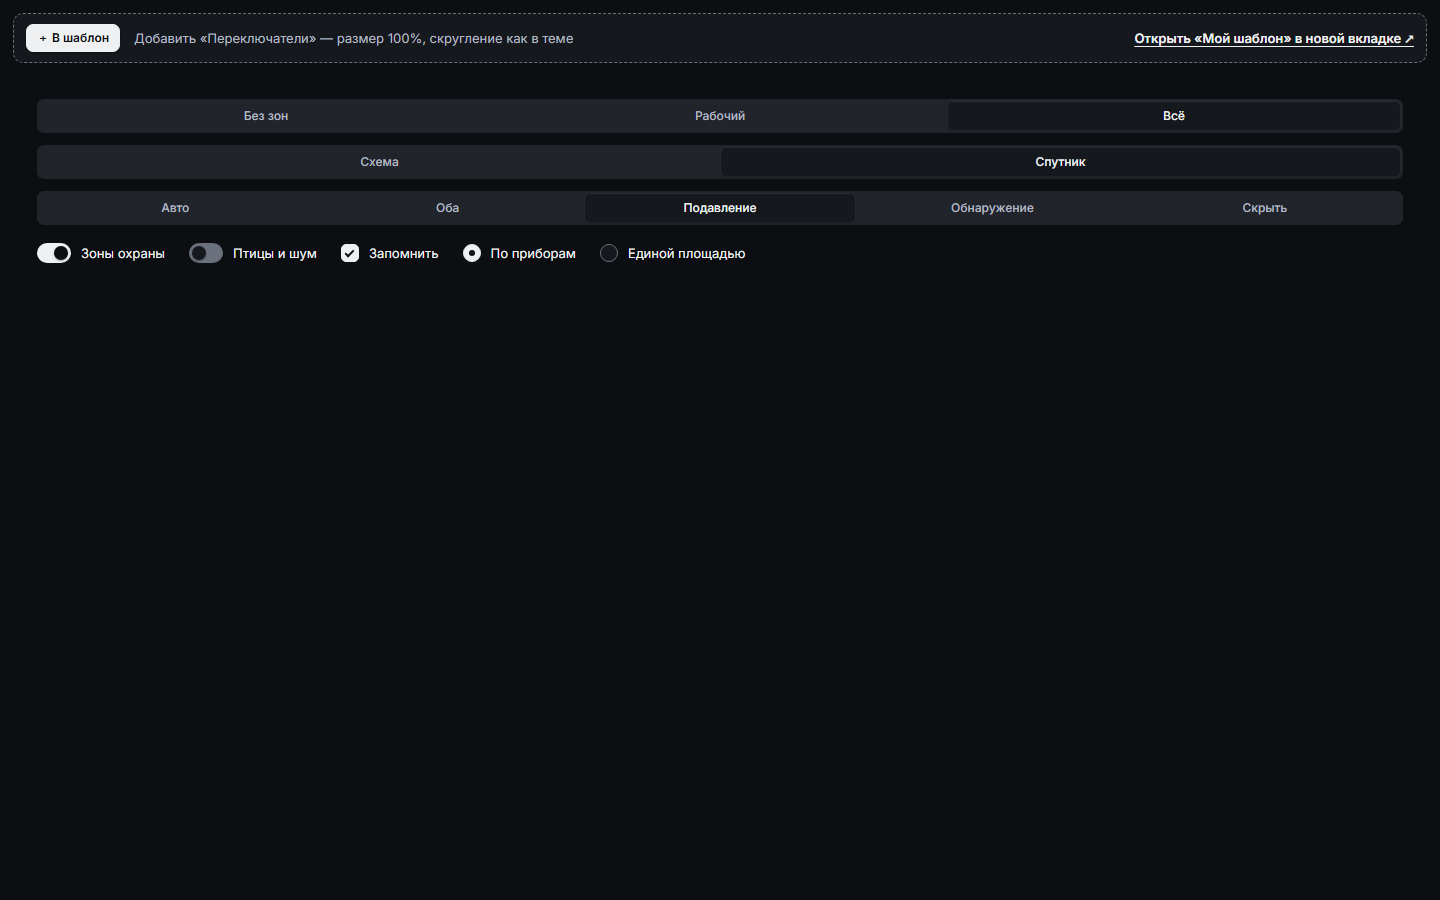 + В шаблон Добавить «Переключатели» — размер 100%, скругление как в теме Открыть «Мой шаблон» в новой вкладке ↗
Без зон Рабочий Всё
Схема Спутник
Авто Оба Подавление Обнаружение Скрыть
Зоны охраны Птицы и шум Запомнить По приборам Единой площадью